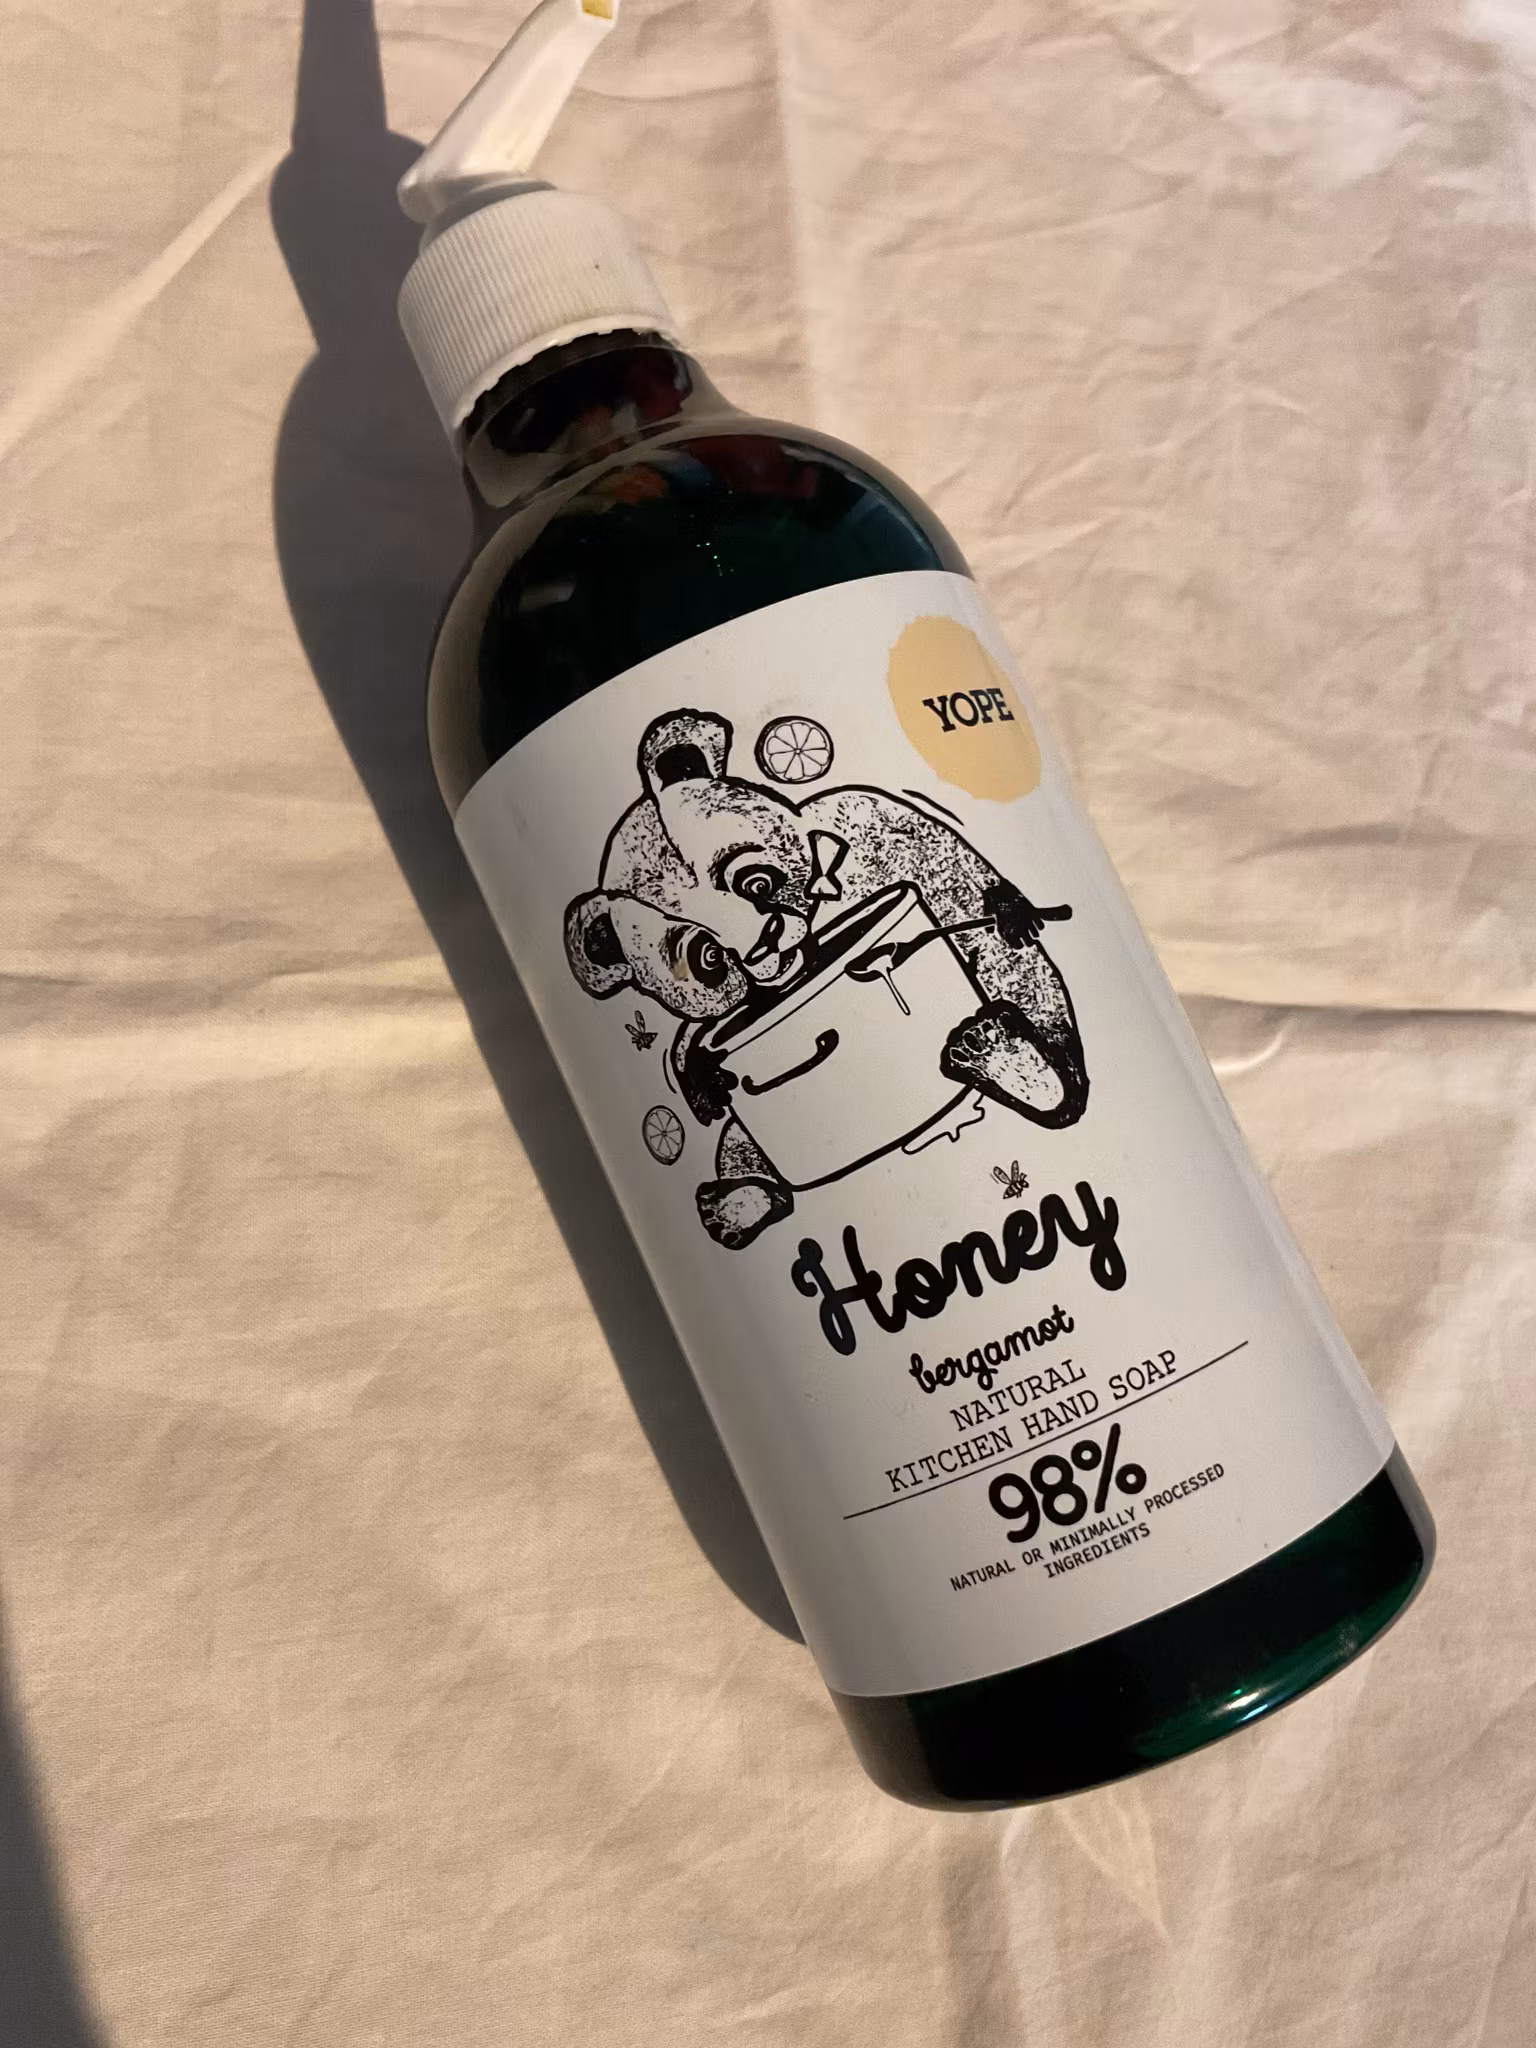 YOPE
Honey
bergamot
NATURAL
KITCHEN HAND SOAP
98%
NATURAL OR MINIMALLY PROCESSED
INGREDIENTS